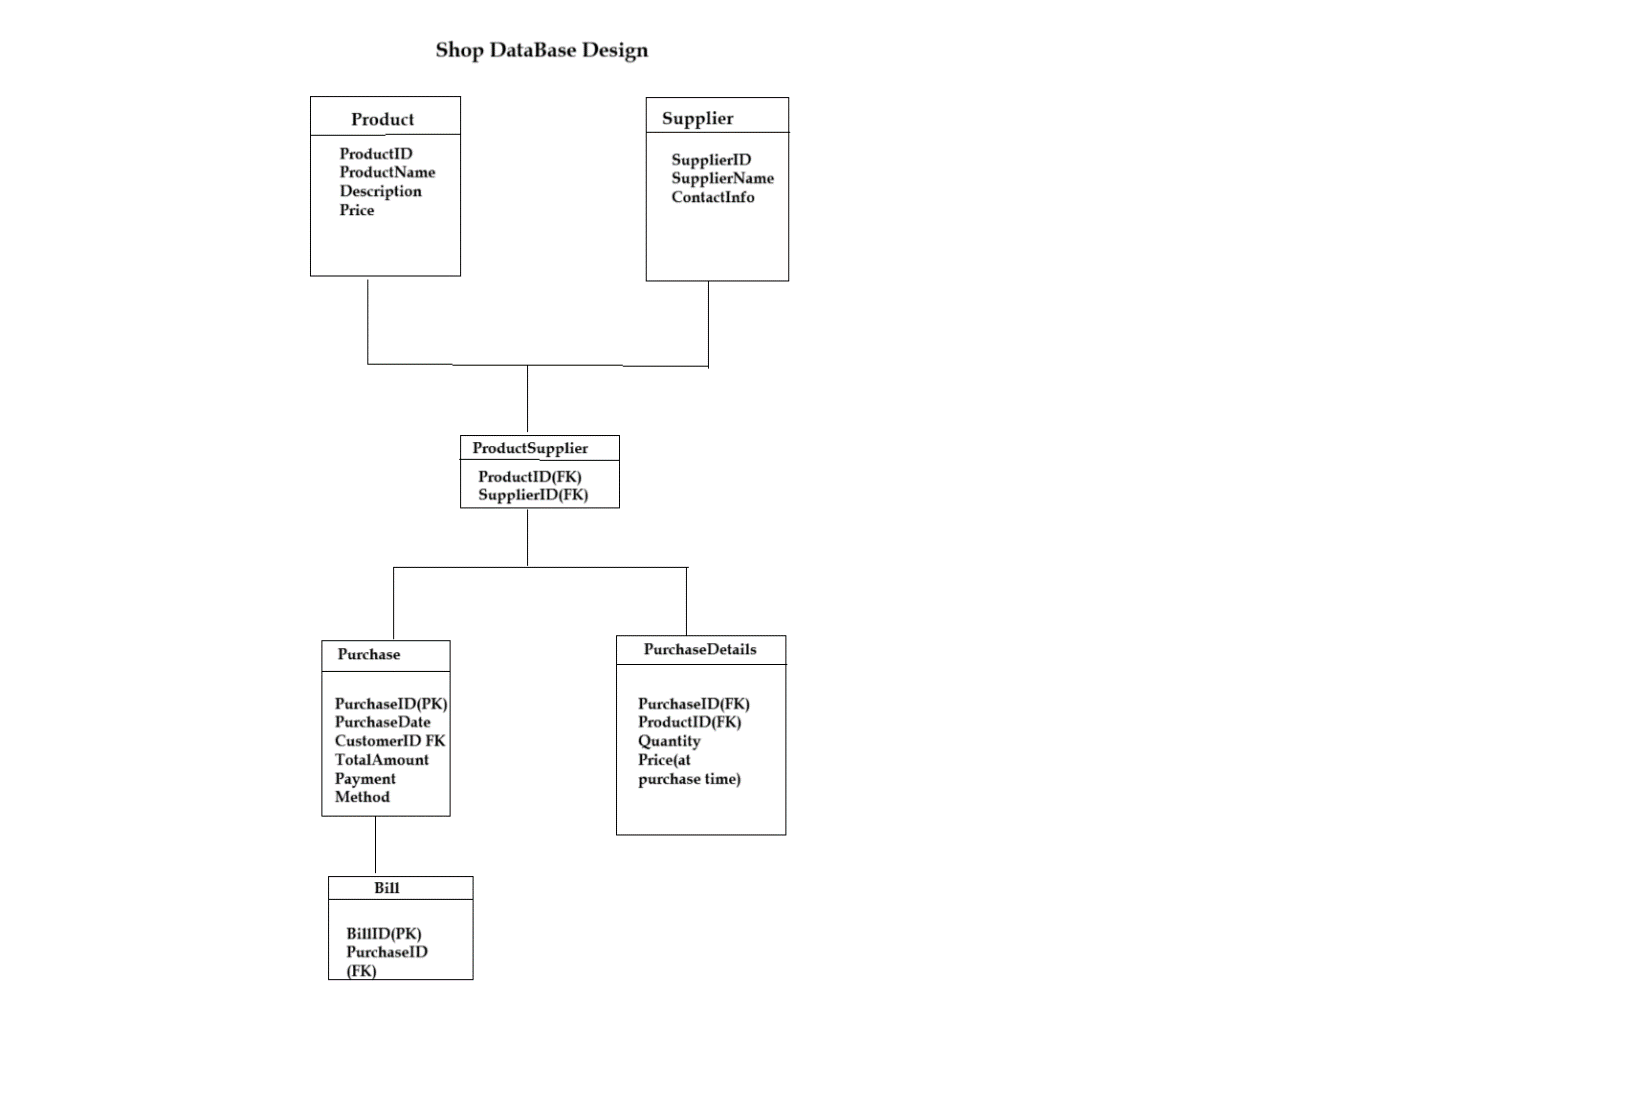 Shop DataBase Design
Product
ProductID
ProductName
Description
Price
Supplier
SupplierID
SupplierName
ContactInfo
ProductSupplier
ProductID(FK)
SupplierID(FK)
Purchase
PurchaseID(PK)
PurchaseDate
CustomerID FK
TotalAmount
Payment
Method
PurchaseDetails
PurchaseID(FK)
ProductID(FK)
Quantity
Price(at
purchase time)
Bill
BillID(PK)
PurchaseID
(FK)